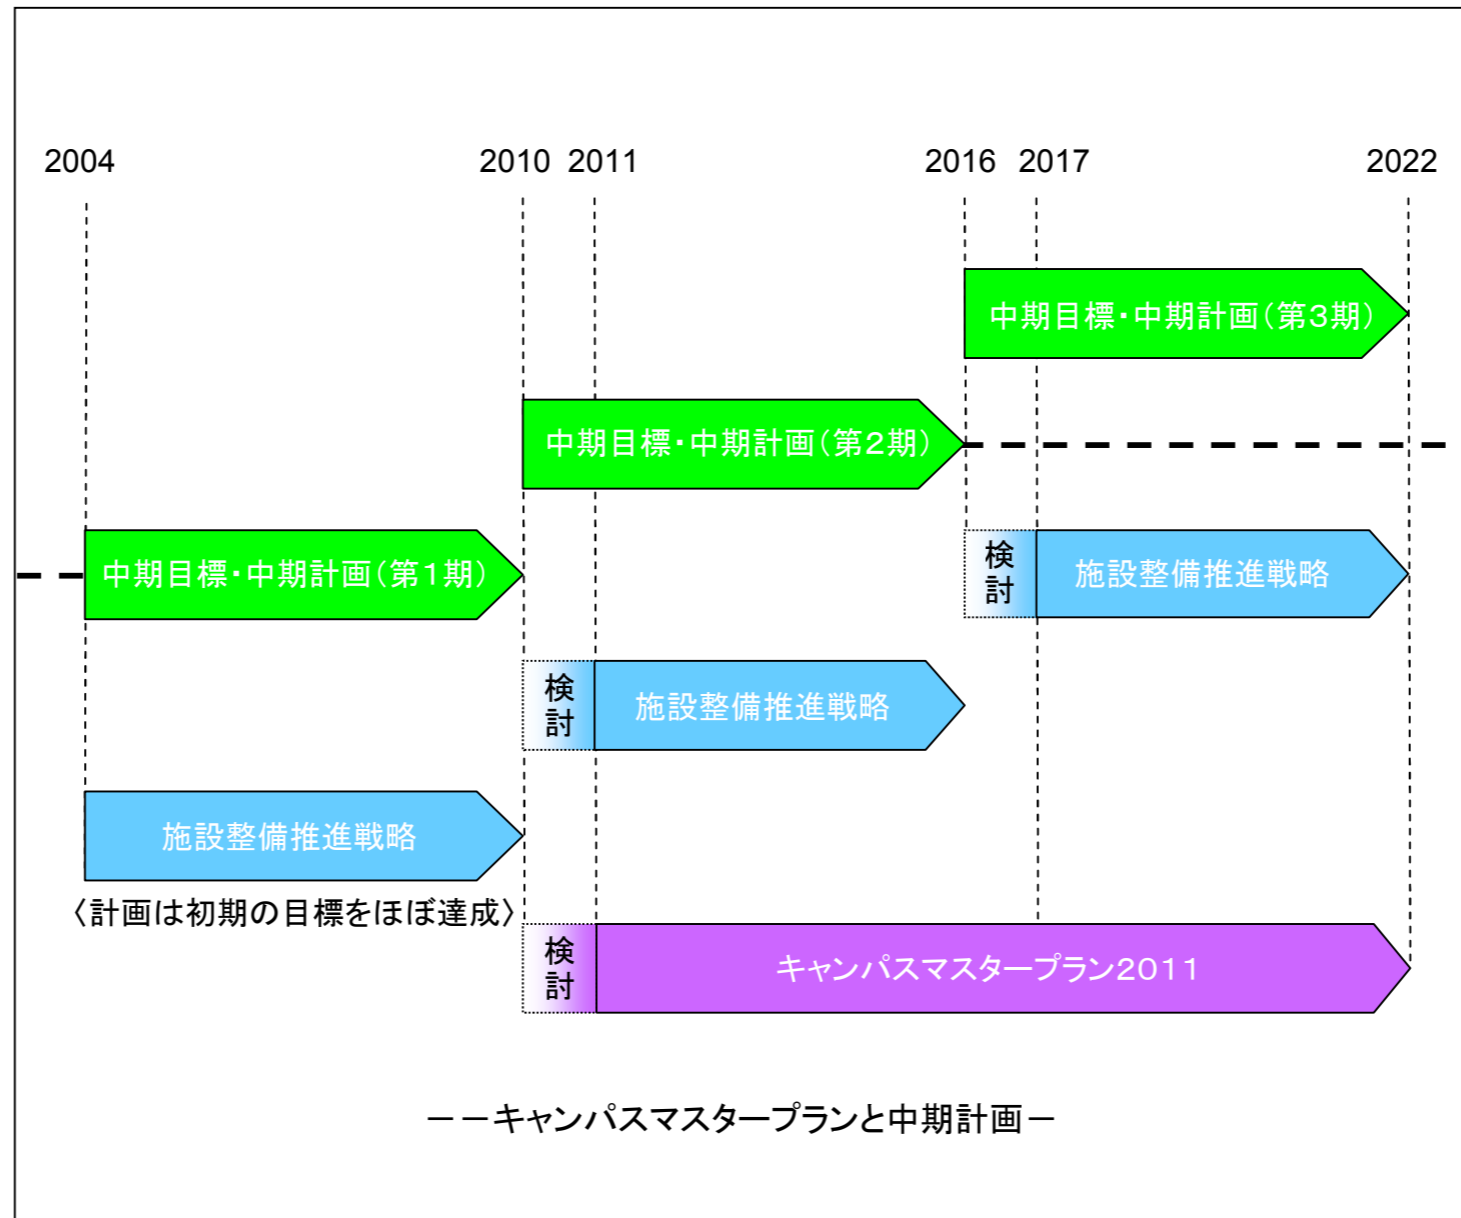 2004 2010 2011 2016 2017 2022
中期目標・中期計画（第３期）
中期目標・中期計画（第２期）
中期目標・中期計画（第１期）
検討
施設整備推進戦略
検討
施設整備推進戦略
施設整備推進戦略
〈計画は初期の目標をほぼ達成〉
検討
キャンパスマスタープラン２０１１
－－キャンパスマスタープランと中期計画－